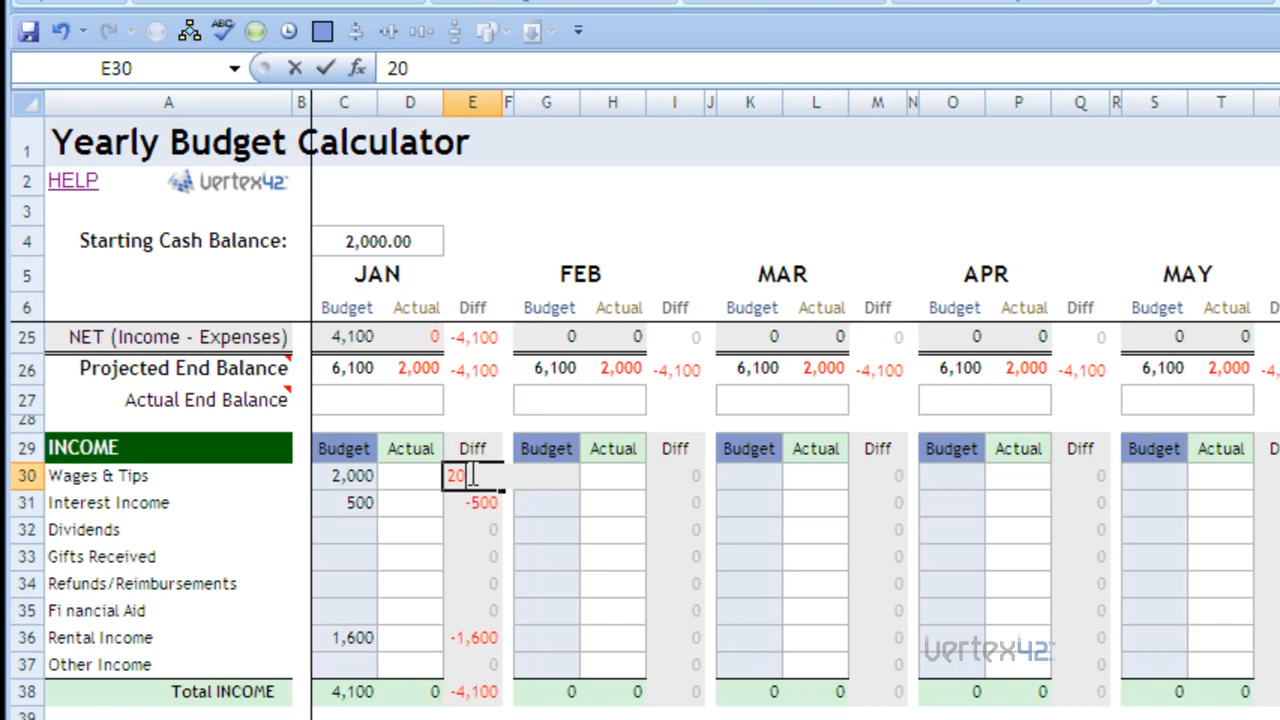 ABC
E30 fx 20
A B C D E F G H I J K L M N O P Q R S T
1 Yearly Budget Calculator
2 HELP vertex42
3
4 Starting Cash Balance: 2,000.00
5 JAN FEB MAR APR MAY
6 Budget Actual Diff Budget Actual Diff Budget Actual Diff Budget Actual Diff Budget Actual
25 NET (Income - Expenses) 4,100 0 -4,100 0 0 0 0 0 0 0 0 0 0 0
26 Projected End Balance 6,100 2,000 -4,100 6,100 2,000 -4,100 6,100 2,000 -4,100 6,100 2,000 -4,100 6,100 2,000
27 Actual End Balance
28
29 INCOME Budget Actual Diff Budget Actual Diff Budget Actual Diff Budget Actual Diff Budget Actual
30 Wages & Tips 2,000 20 0 0 0
31 Interest Income 500 -500 0 0 0
32 Dividends 0 0 0 0
33 Gifts Received 0 0 0 0
34 Refunds/Reimbursements 0 0 0 0
35 Financial Aid 0 0 0 0
36 Rental Income 1,600 -1,600 0 0 0
37 Other Income 0 0 0 0
vertex42
38 Total INCOME 4,100 0 -4,100 0 0 0 0 0 0 0 0 0 0 0
39